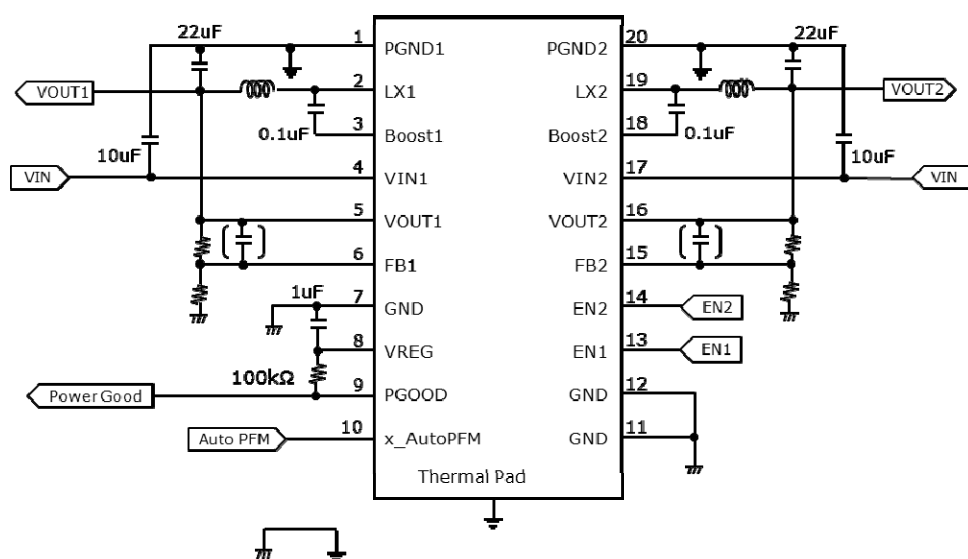 22uF
1
PGND1
PGND2
20
22uF
VOUT1
2
LX1
LX2
19
VOUT2
0.1uF
3
Boost1
Boost2
18
0.1uF
10uF
10uF
VIN
4
VIN1
VIN2
17
VIN
5
VOUT1
VOUT2
16
6
FB1
FB2
15
1uF
7
GND
EN2
14
EN2
8
VREG
EN1
13
EN1
100kΩ
Power Good
9
PGOOD
GND
12
Auto PFM
10
x_AutoPFM
GND
11
Thermal Pad